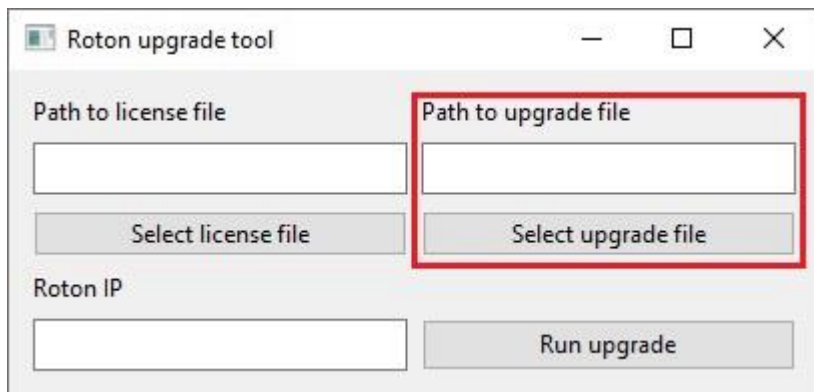 Roton upgrade tool
Path to license file
Path to upgrade file
Select license file
Select upgrade file
Roton IP
Run upgrade